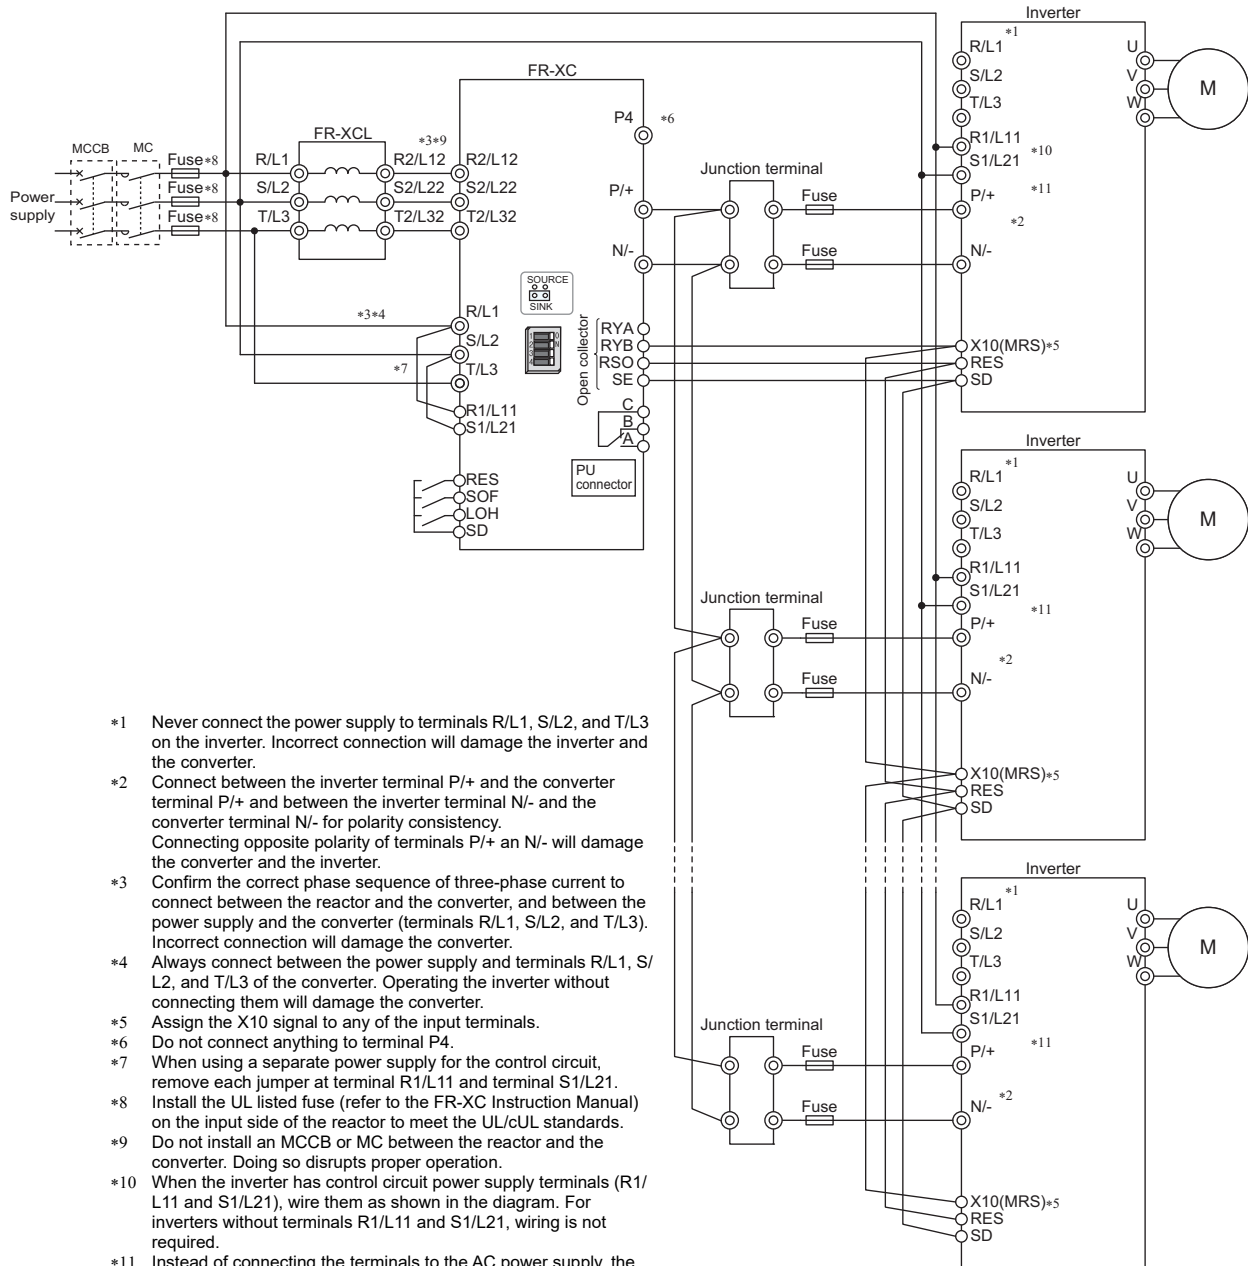 Inverter
R/L1
*1
S/L2
T/L3
R1/L11
*10
S1/L21
*11
P/+
*2
N/-
U
V
W
M
X10(MRS)*5
RES
SD
FR-XC
P4
*6
P/+
N/-
FR-XCL
*3*9
MCCB
MC
Fuse*8
Fuse*8
Fuse*8
Power
supply
R/L1
S/L2
T/L3
R2/L12
S2/L22
T2/L32
R2/L12
S2/L22
T2/L32
Junction terminal
Fuse
Fuse
SOURCE
SINK
1
2
3
4
O
N
*3*4
R/L1
S/L2
*7
T/L3
R1/L11
S1/L21
Open collector
RYA
RYB
RSO
SE
C
B
A
PU
connector
RES
SOF
LOH
SD
Inverter
R/L1
*1
S/L2
T/L3
R1/L11
S1/L21
*11
P/+
*2
N/-
U
V
W
M
X10(MRS)*5
RES
SD
Junction terminal
Fuse
Fuse
Inverter
R/L1
*1
S/L2
T/L3
R1/L11
S1/L21
*11
P/+
*2
N/-
U
V
W
M
X10(MRS)*5
RES
SD
Junction terminal
Fuse
Fuse
*1 Never connect the power supply to terminals R/L1, S/L2, and T/L3
on the inverter. Incorrect connection will damage the inverter and
the converter.
*2 Connect between the inverter terminal P/+ and the converter
terminal P/+ and between the inverter terminal N/- and the
converter terminal N/- for polarity consistency.
Connecting opposite polarity of terminals P/+ an N/- will damage
the converter and the inverter.
*3 Confirm the correct phase sequence of three-phase current to
connect between the reactor and the converter, and between the
power supply and the converter (terminals R/L1, S/L2, and T/L3).
Incorrect connection will damage the converter.
*4 Always connect between the power supply and terminals R/L1, S/
L2, and T/L3 of the converter. Operating the inverter without
connecting them will damage the converter.
*5 Assign the X10 signal to any of the input terminals.
*6 Do not connect anything to terminal P4.
*7 When using a separate power supply for the control circuit,
remove each jumper at terminal R1/L11 and terminal S1/L21.
*8 Install the UL listed fuse (refer to the FR-XC Instruction Manual)
on the input side of the reactor to meet the UL/cUL standards.
*9 Do not install an MCCB or MC between the reactor and the
converter. Doing so disrupts proper operation.
*10 When the inverter has control circuit power supply terminals (R1/
L11 and S1/L21), wire them as shown in the diagram. For
inverters without terminals R1/L11 and S1/L21, wiring is not
required.
*11 Instead of connecting the terminals to the AC power supply, the